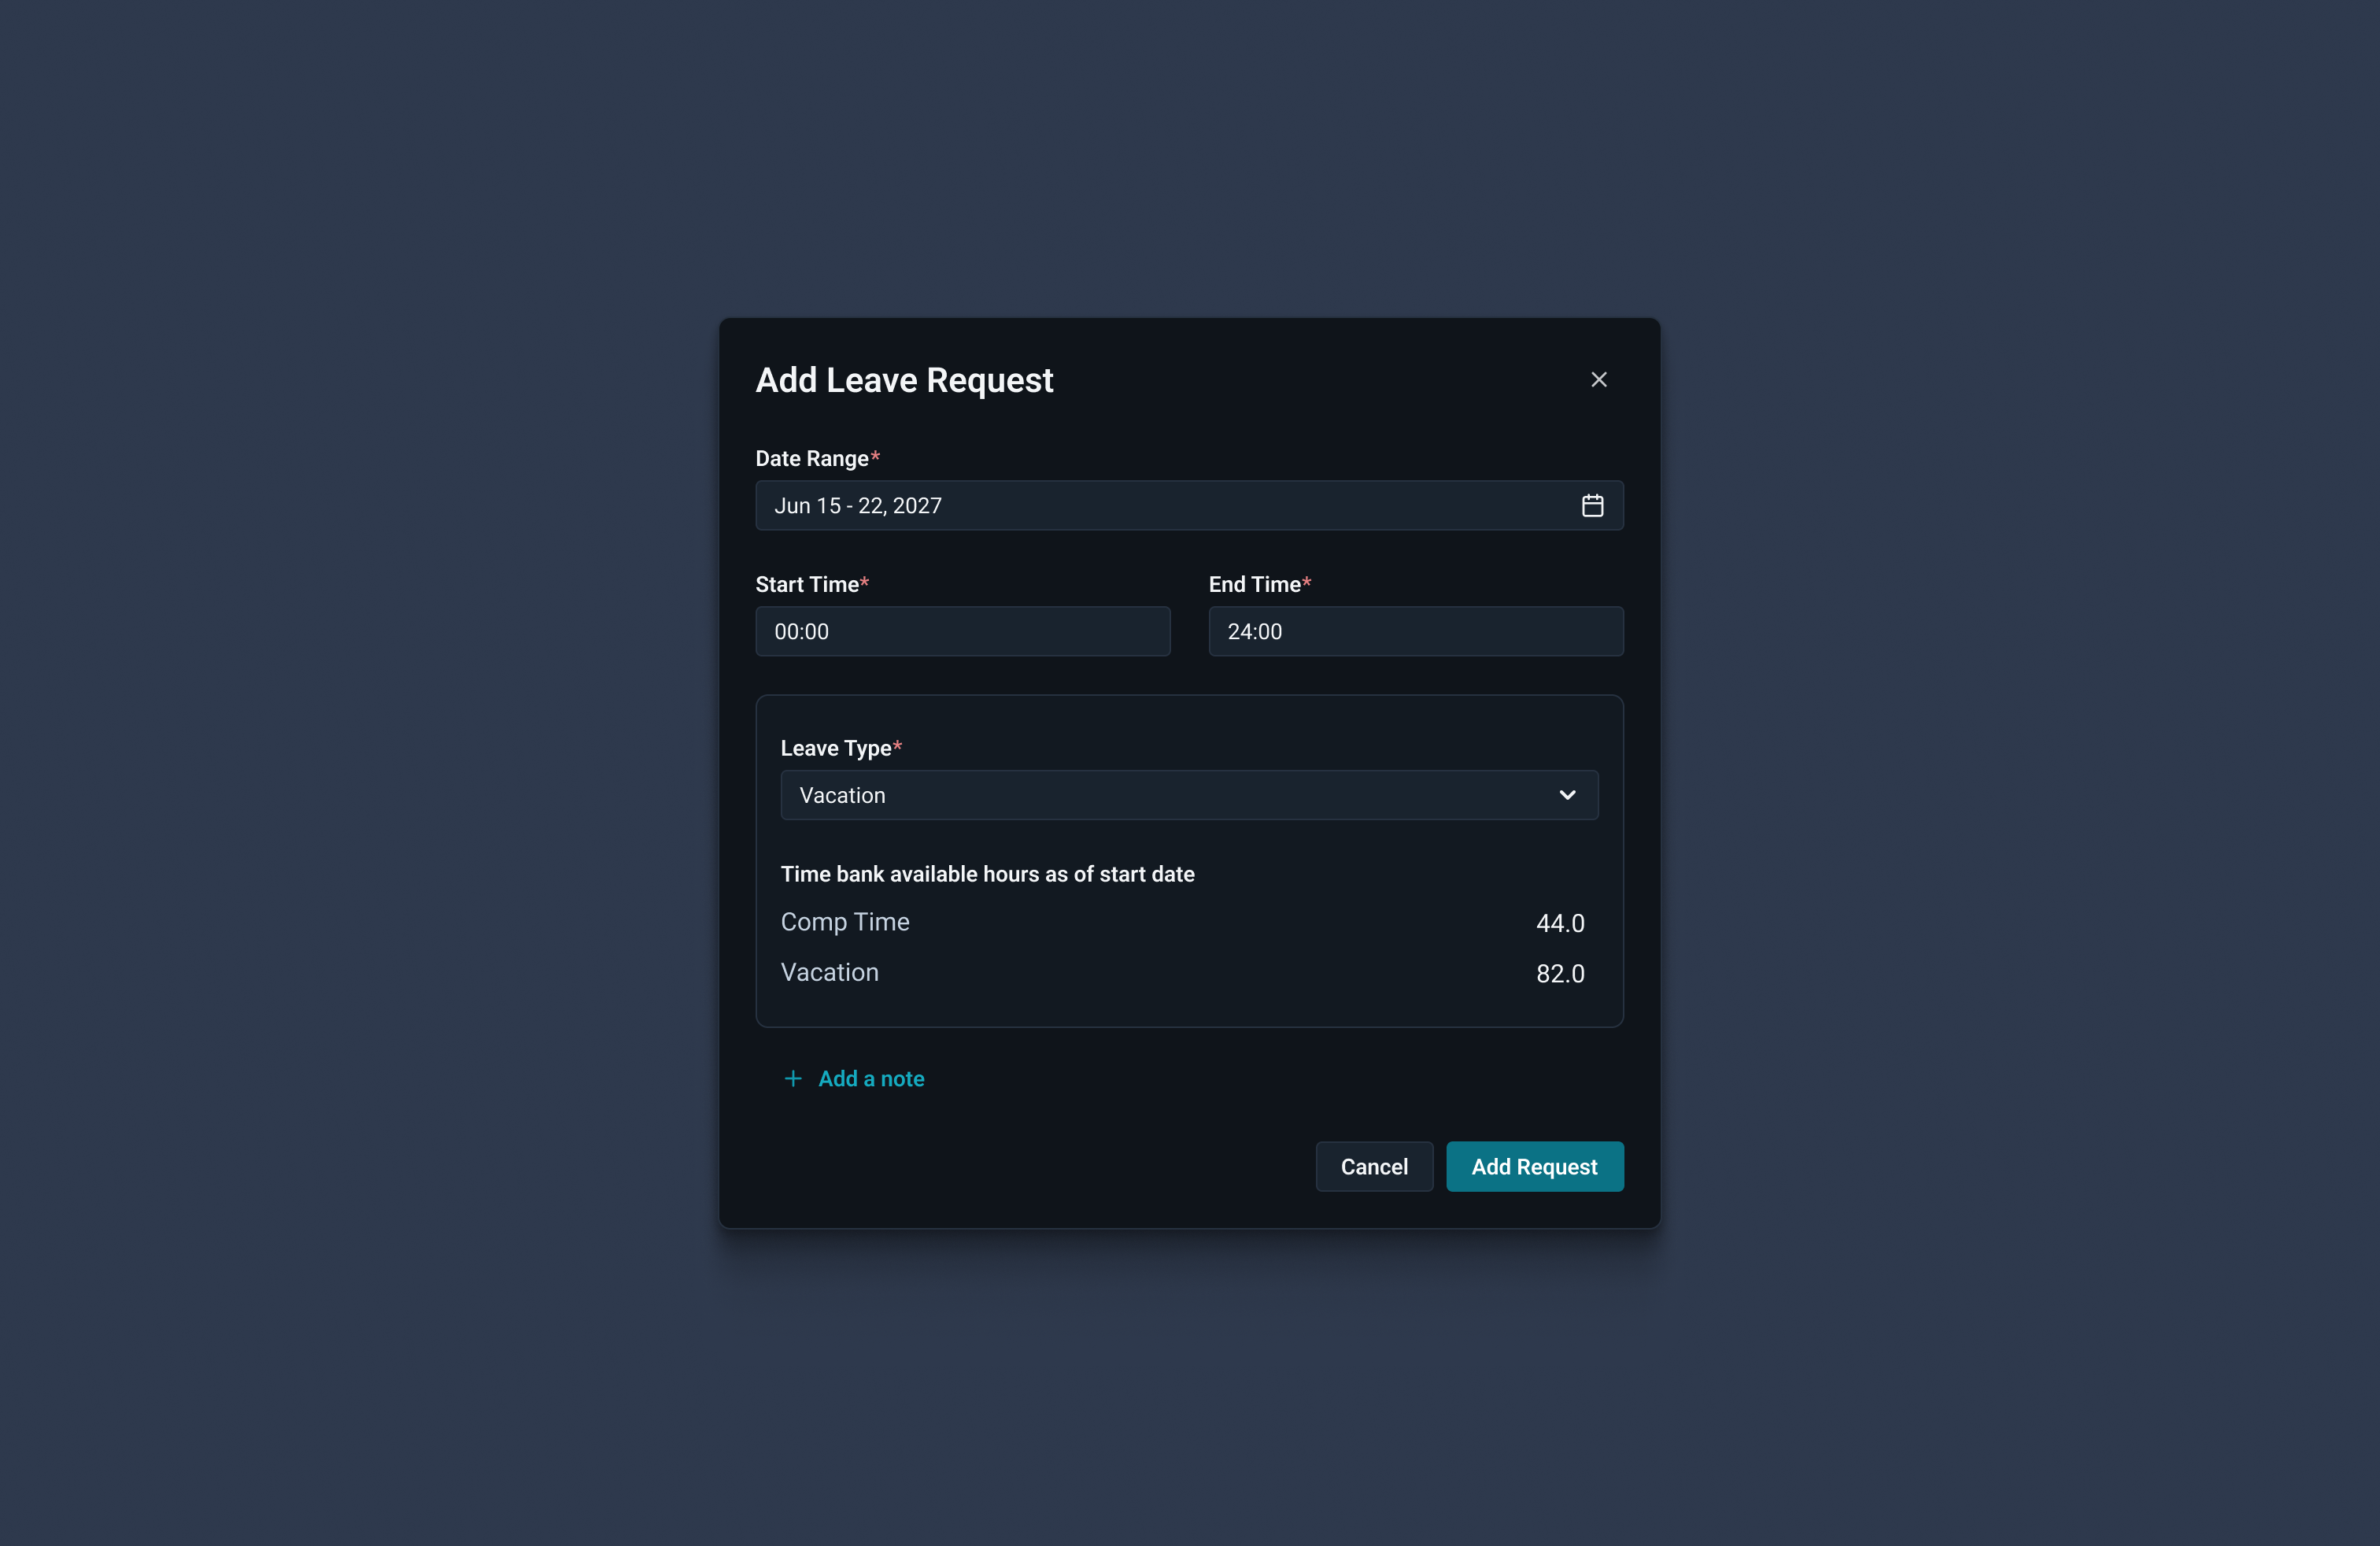 Add Leave Request
Date Range*
Jun 15 - 22, 2027
Start Time* End Time*
00:00 24:00
Leave Type*
Vacation
Time bank available hours as of start date
Comp Time 44.0
Vacation 82.0
+ Add a note
Cancel Add Request